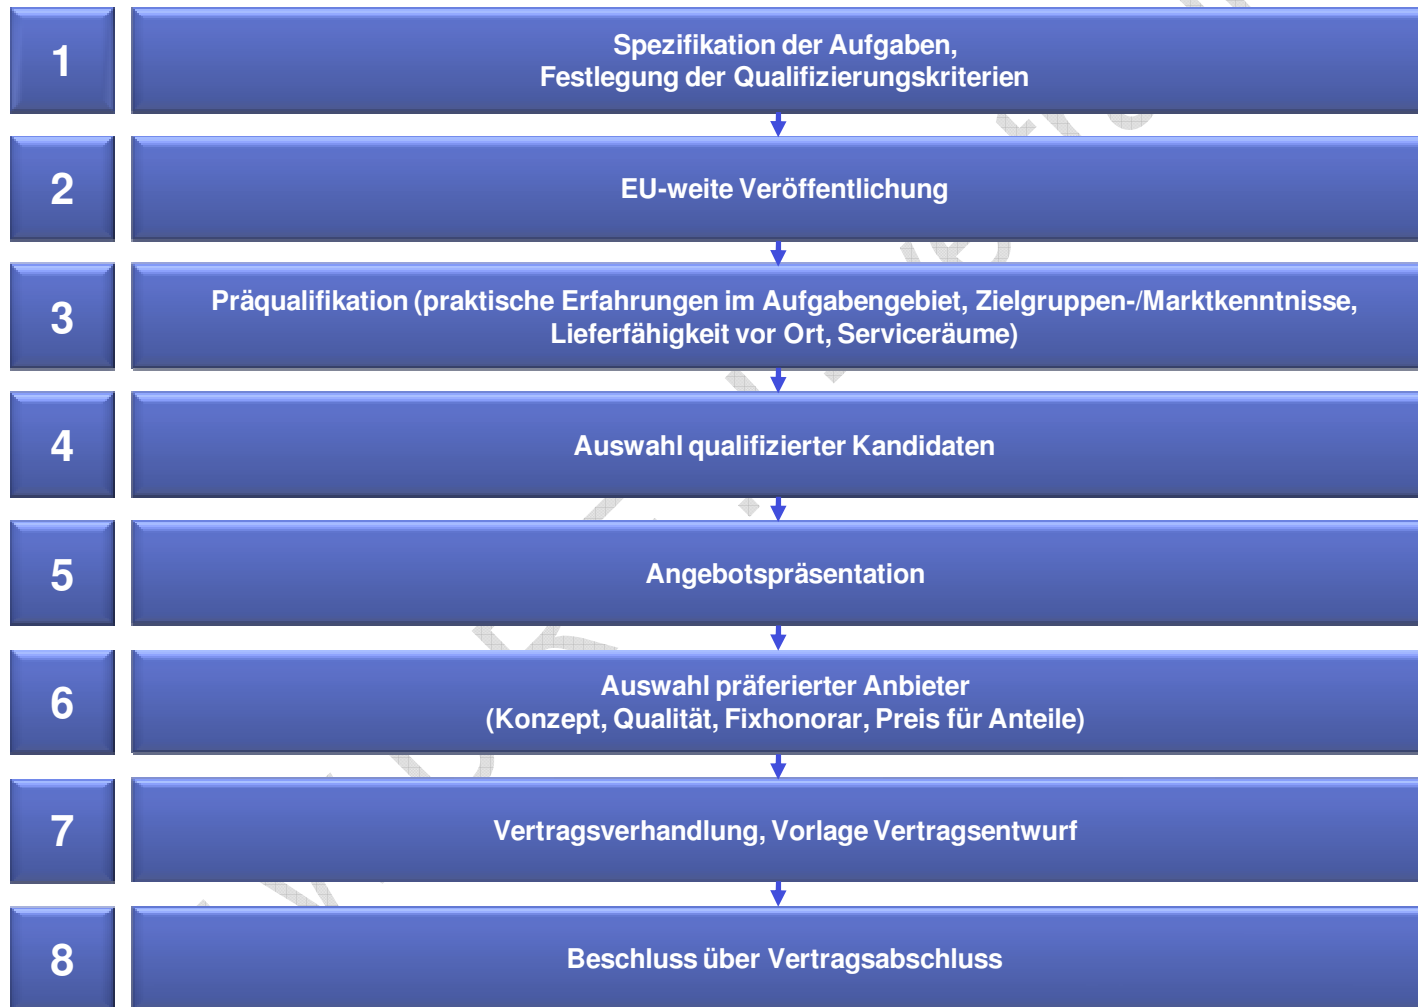 1
Spezifikation der Aufgaben,
Festlegung der Qualifizierungskriterien
2
EU-weite Veröffentlichung
3
Präqualifikation (praktische Erfahrungen im Aufgabengebiet, Zielgruppen-/Marktkenntnisse,
Lieferfähigkeit vor Ort, Serviceräume)
4
Auswahl qualifizierter Kandidaten
5
Angebotspräsentation
6
Auswahl präferierter Anbieter
(Konzept, Qualität, Fixhonorar, Preis für Anteile)
7
Vertragsverhandlung, Vorlage Vertragsentwurf
8
Beschluss über Vertragsabschluss